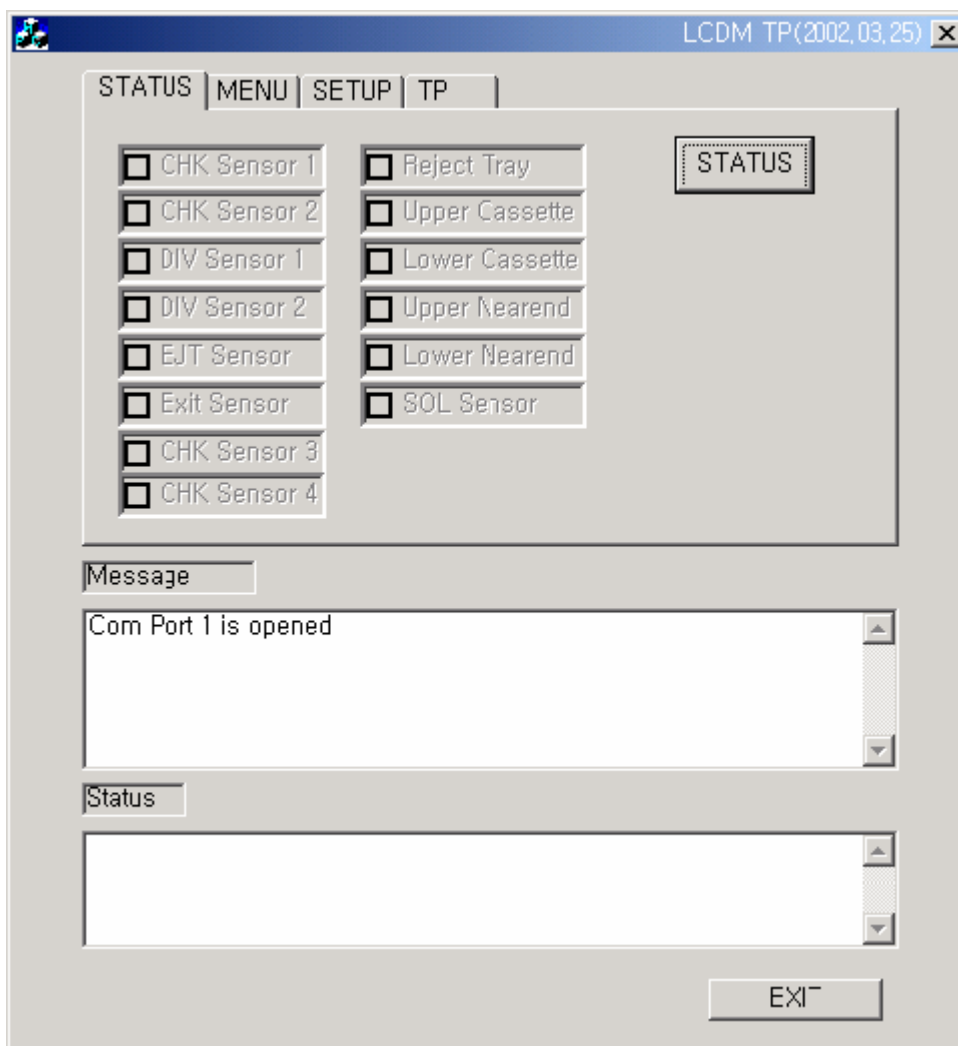 LCDM TP(2002,03,25)
STATUS MENU SETUP TP
CHK Sensor 1
CHK Sensor 2
DIV Sensor 1
DIV Sensor 2
EJT Sensor
Exit Sensor
CHK Sensor 3
CHK Sensor 4
Reject Tray
Upper Cassette
Lower Cassette
Upper Nearend
Lower Nearend
SOL Sensor
STATUS
Message
Com Port 1 is opened
Status
EXIT